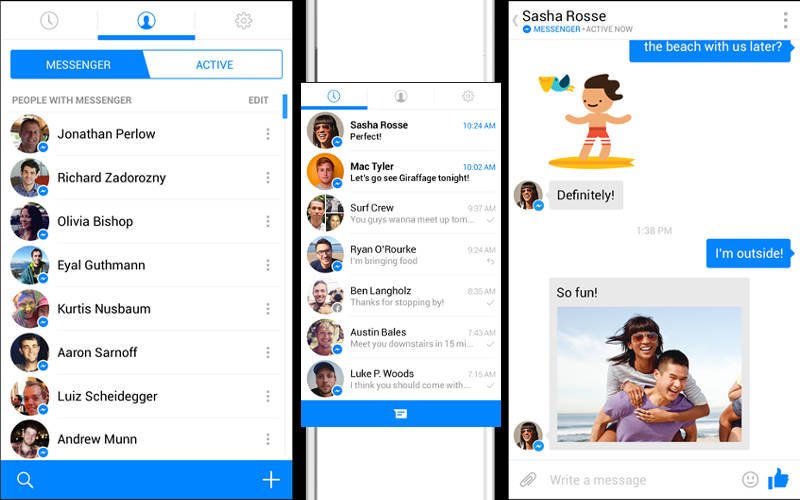 MESSENGER
ACTIVE
PEOPLE WITH MESSENGER EDIT
Jonathan Perlow
Richard Zadorozny
Olivia Bishop
Eyal Guthmann
Kurtis Nusbaum
Aaron Sarnoff
Luiz Scheidegger
Andrew Munn
Sasha Rosse 10:24 AM
Perfect!
Mac Tyler 10:02 AM
Let's go see Giraffage tonight!
Surf Crew 9:37 AM
You guys wanna meet up tom...
Ryan O'Rourke 9:24 AM
I'm bringing food
Ben Langholz 8:35 AM
Thanks for stopping by!
Austin Bales 7:43 AM
Meet you downstairs in 15 mi...
Luke P. Woods 7:15 AM
I think you should come with...
Sasha Rosse
MESSENGER • ACTIVE NOW
the beach with us later?
Definitely!
1:38 PM
I'm outside!
So fun!
Write a message